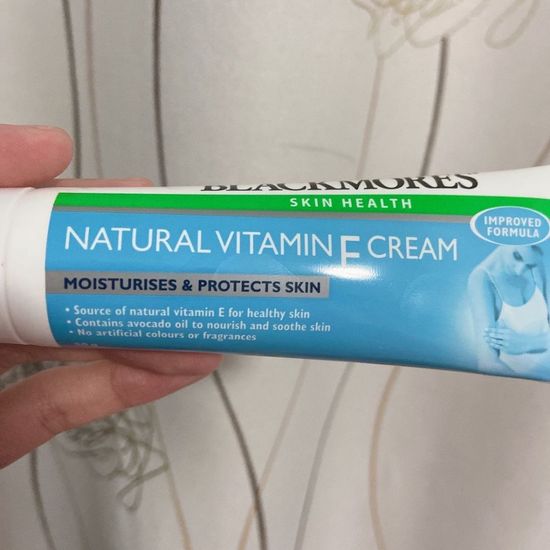 BLACKMORES
SKIN HEALTH
IMPROVED
FORMULA
NATURAL VITAMIN E CREAM
MOISTURISES & PROTECTS SKIN
• Source of natural vitamin E for healthy skin
• Contains avocado oil to nourish and soothe skin
• No artificial colours or fragrances